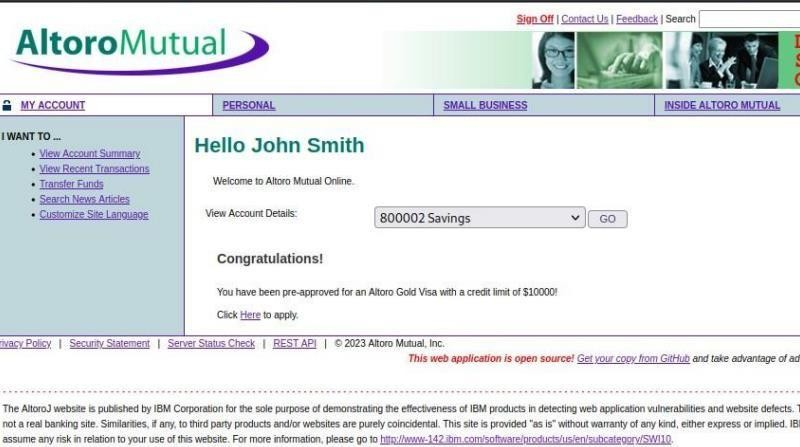 Sign Off | Contact Us | Feedback | Search
AltoroMutual
MY ACCOUNT
PERSONAL
SMALL BUSINESS
INSIDE ALTORO MUTUAL
I WANT TO ...
• View Account Summary
• View Recent Transactions
• Transfer Funds
• Search News Articles
• Customize Site Language
Hello John Smith
Welcome to Altoro Mutual Online.
View Account Details: 800002 Savings GO
Congratulations!
You have been pre-approved for an Altoro Gold Visa with a credit limit of $10000!
Click Here to apply.
rivacy Policy | Security Statement | Server Status Check | REST API | © 2023 Altoro Mutual, Inc.
This web application is open source! Get your copy from GitHub and take advantage of ad
The AltoroJ website is published by IBM Corporation for the sole purpose of demonstrating the effectiveness of IBM products in detecting web application vulnerabilities and website defects. T
not a real banking site. Similarities, if any, to third party products and/or websites are purely coincidental. This site is provided "as is" without warranty of any kind, either express or implied. IB
assume any risk in relation to your use of this website. For more information, please go to http://www-142.ibm.com/software/products/us/en/subcategory/SWI10.